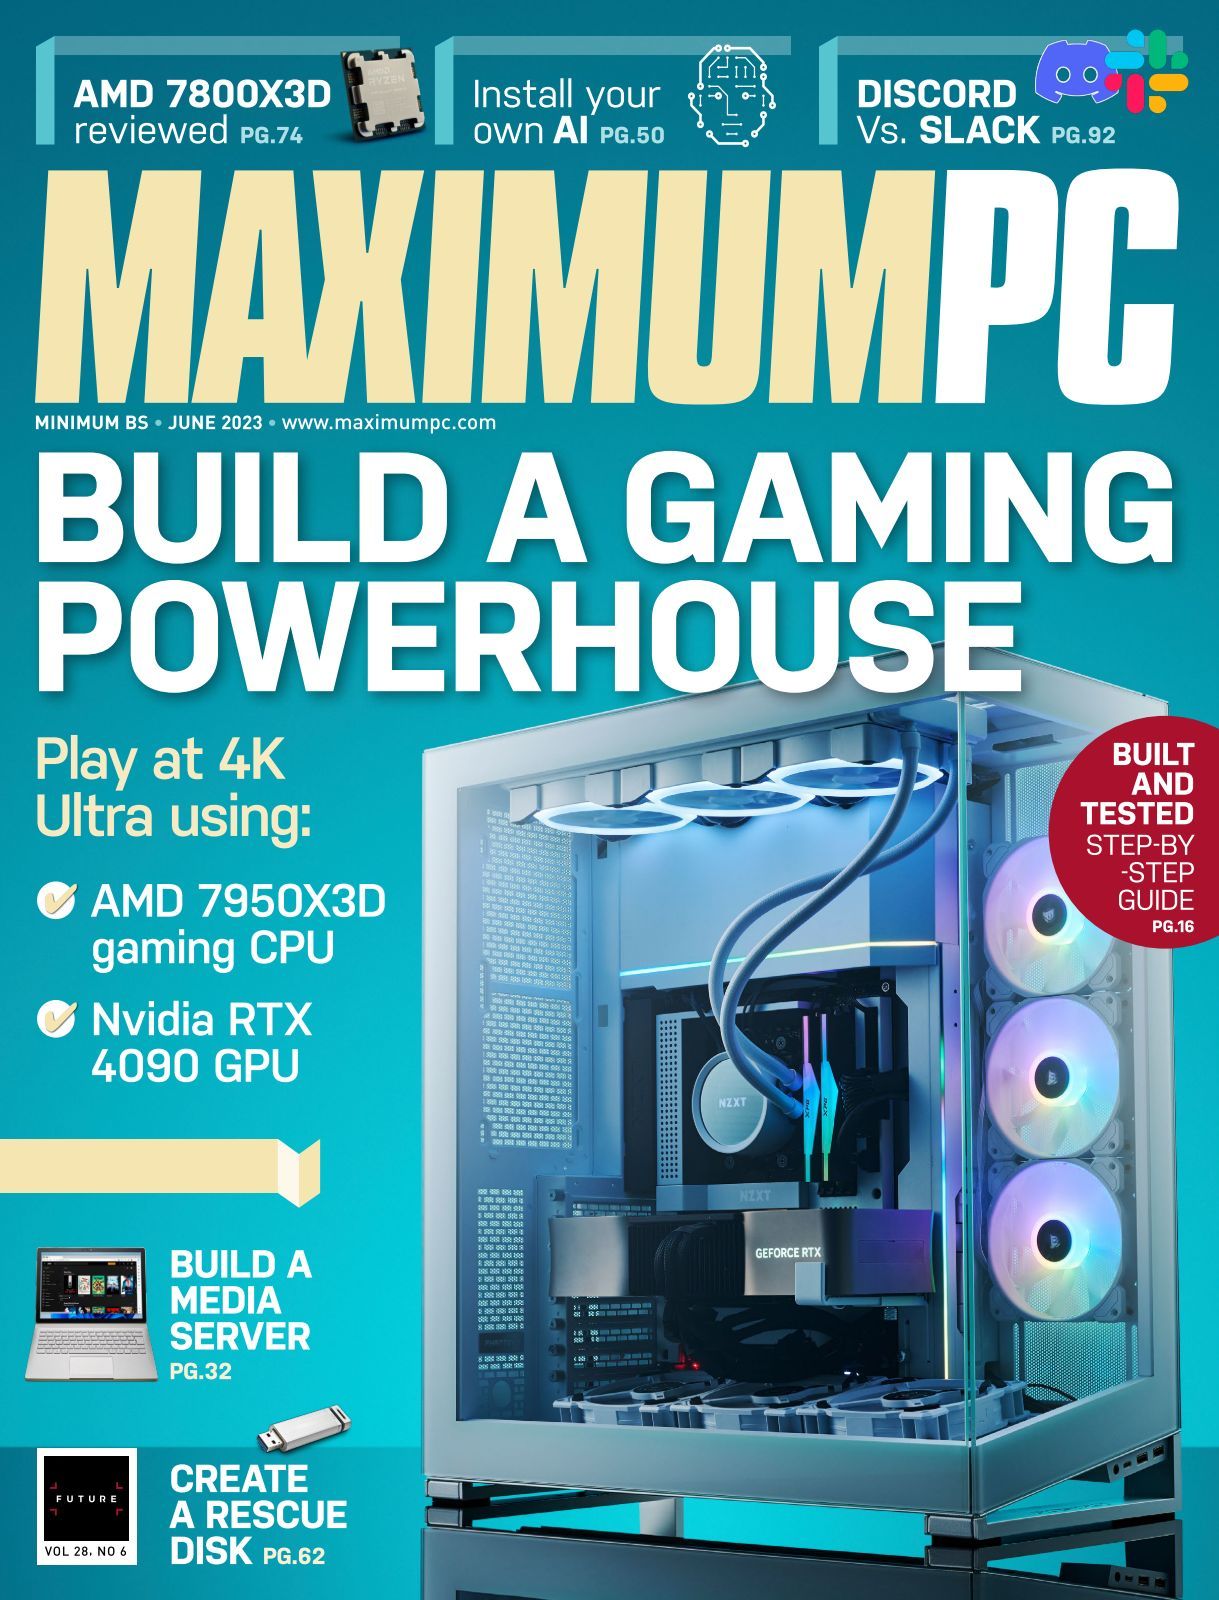 AMD 7800X3D
reviewed PG.74
Install your
own AI PG.50
DISCORD
Vs. SLACK PG.92
MAXIMUMPC
MINIMUM BS • JUNE 2023 • www.maximumpc.com
BUILD A GAMING
POWERHOUSE
Play at 4K
Ultra using:
AMD 7950X3D
gaming CPU
Nvidia RTX
4090 GPU
BUILT
AND
TESTED
STEP-BY
-STEP
GUIDE
PG.16
NZXT
XPG
XPG
NZXT
GEFORCE RTX
BUILD A
MEDIA
SERVER
PG.32
CREATE
A RESCUE
DISK PG.62
FUTURE
VOL 28, NO 6